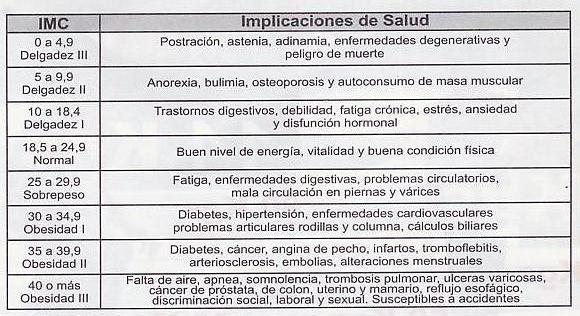 IMC Implicaciones de Salud
0 a 4,9 Postración, astenia, adinamia, enfermedades degenerativas y
Delgadez III peligro de muerte
5 a 9,9
Delgadez II Anorexia, bulimia, osteoporosis y autoconsumo de masa muscular
10 a 18,4 Trastornos digestivos, debilidad, fatiga crónica, estrés, ansiedad
Delgadez I y disfunción hormonal
18,5 a 24,9
Normal Buen nivel de energía, vitalidad y buena condición física
25 a 29,9 Fatiga, enfermedades digestivas, problemas circulatorios,
Sobrepeso mala circulación en piernas y várices
30 a 34,9 Diabetes, hipertensión, enfermedades cardiovasculares
Obesidad I problemas articulares rodillas y columna, cálculos biliares
35 a 39,9 Diabetes, cáncer, angina de pecho, infartos, tromboflebitis,
Obesidad II arteriosclerosis, embolias, alteraciones menstruales
40 o más Falta de aire, apnea, somnolencia, trombosis pulmonar, ulceras varicosas,
Obesidad III cáncer de próstata, de colon, uterino y mamario, reflujo esofágico,
discriminación social, laboral y sexual. Susceptibles á accidentes